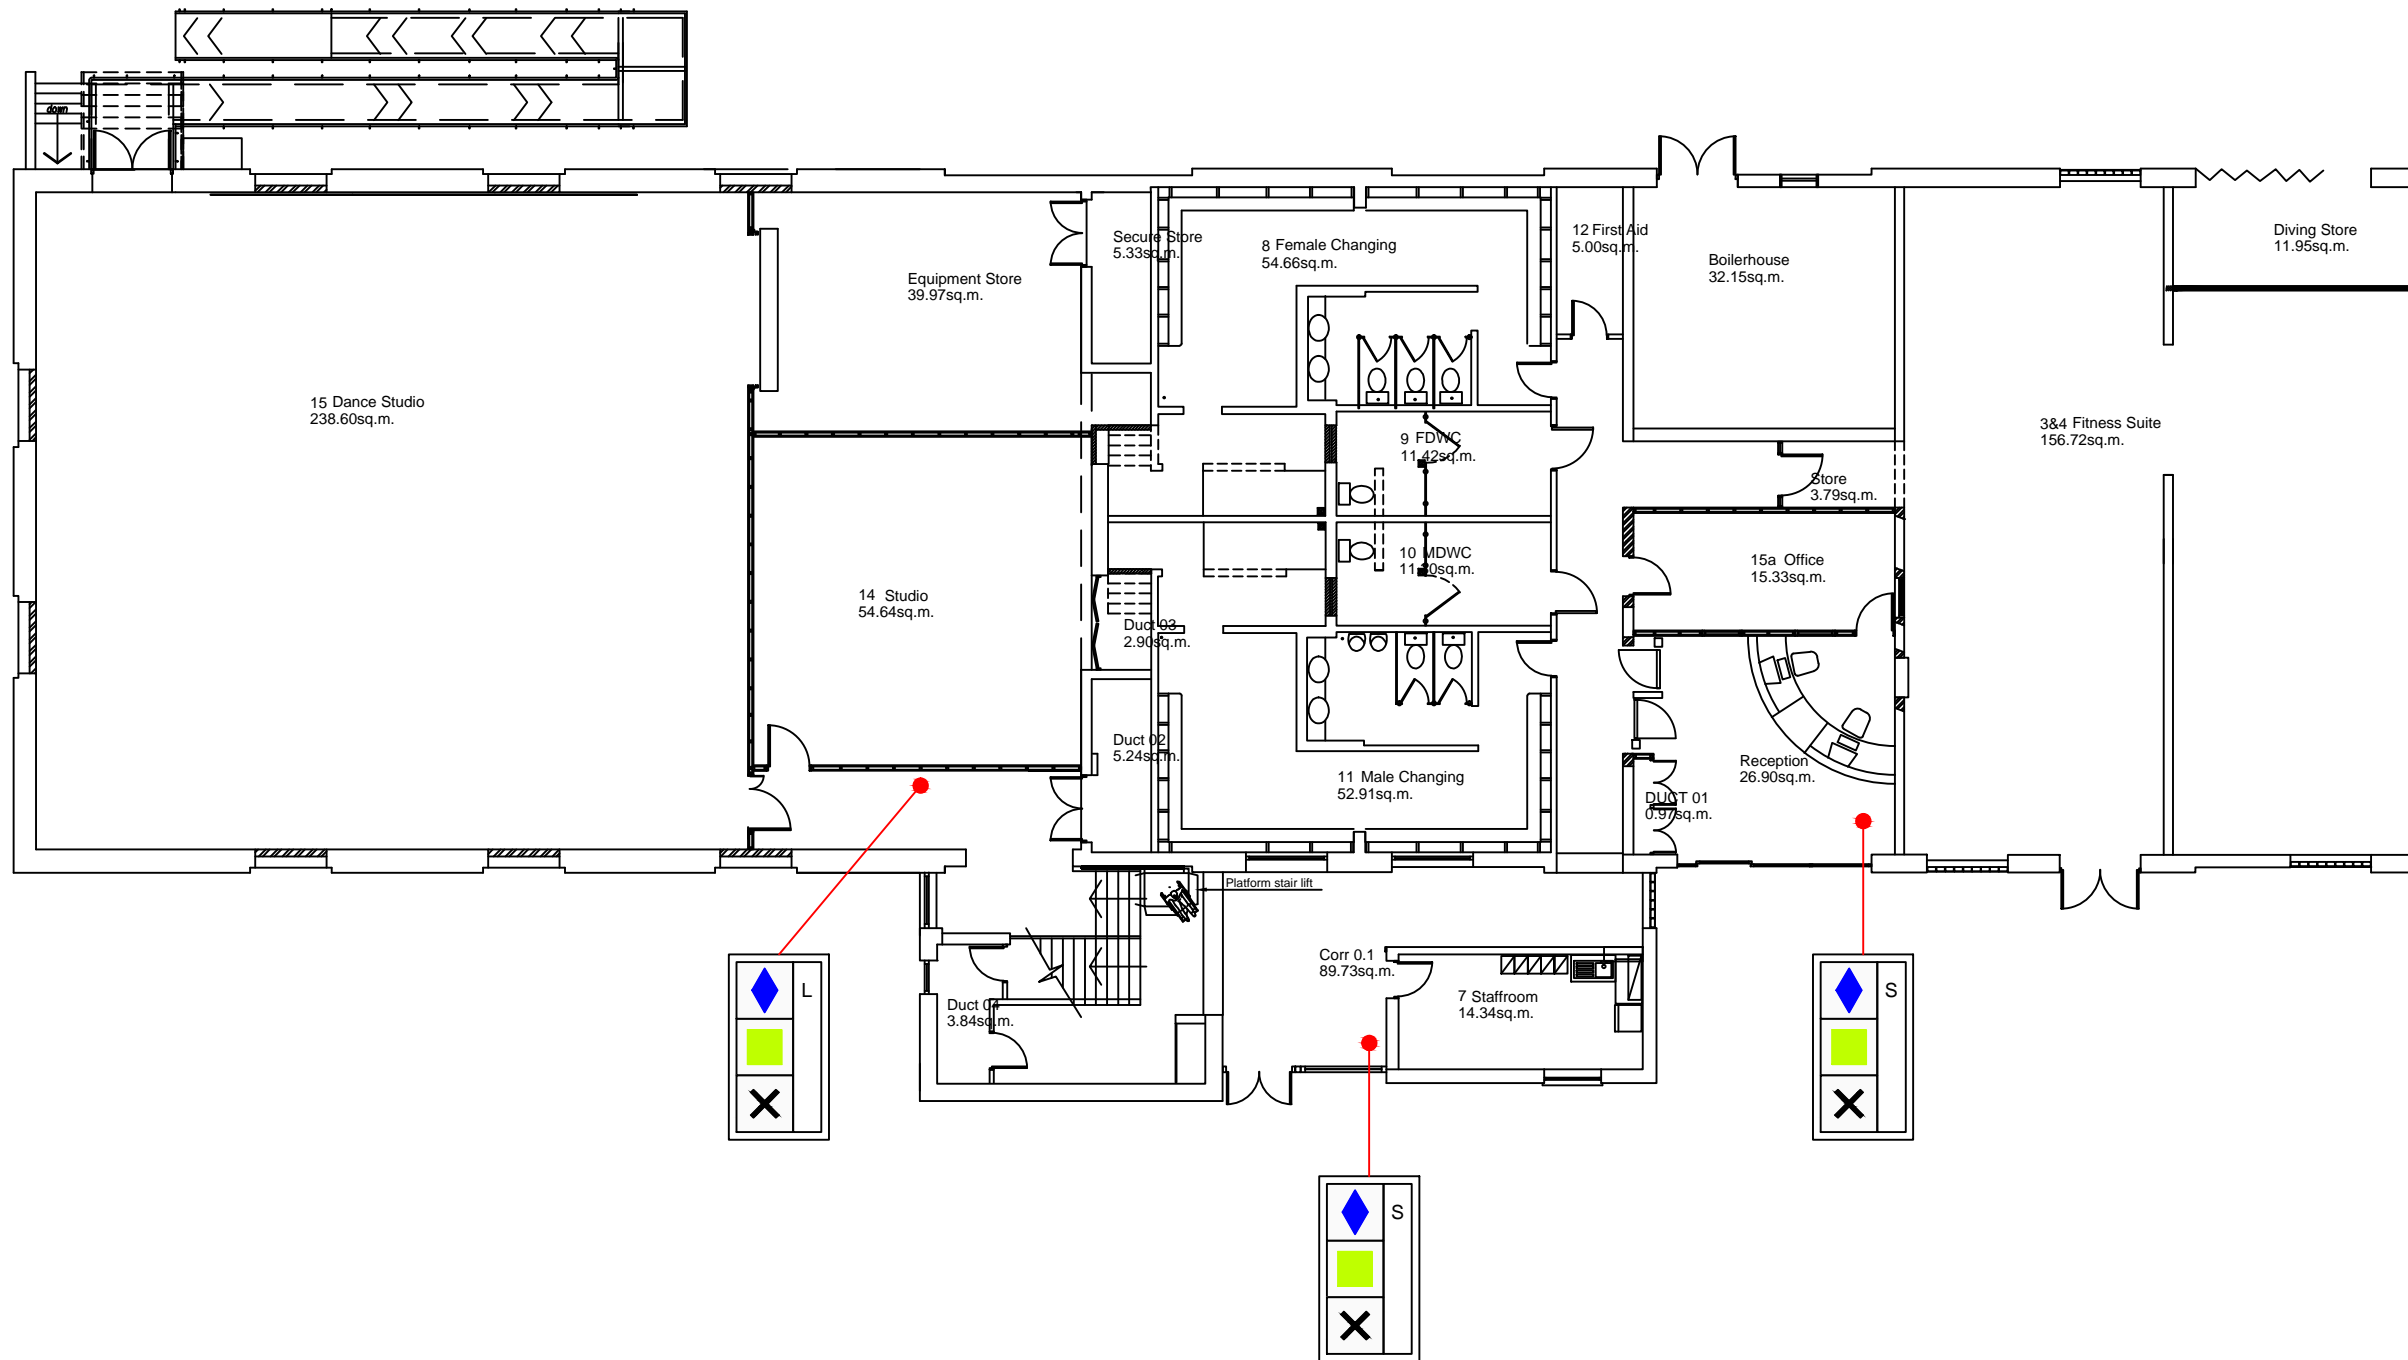 down
Secure Store
5.33sq.m.
8 Female Changing
54.66sq.m.
12 First Aid
5.00sq.m.
Boilerhouse
32.15sq.m.
Diving Store
11.95sq.m.
Equipment Store
39.97sq.m.
15 Dance Studio
238.60sq.m.
9 FDWC
11.42sq.m.
3&4 Fitness Suite
156.72sq.m.
Store
3.79sq.m.
10 MDWC
15a Office
15.33sq.m.
14 Studio
54.64sq.m.
Duct 03
2.90sq.m.
Duct 02
5.24sq.m.
11 Male Changing
52.91sq.m.
Reception
26.90sq.m.
DUCT 01
0.97sq.m.
Platform stair lift
Corr 0.1
89.73sq.m.
7 Staffroom
14.34sq.m.
Duct 04
3.84sq.m.
L
S
S